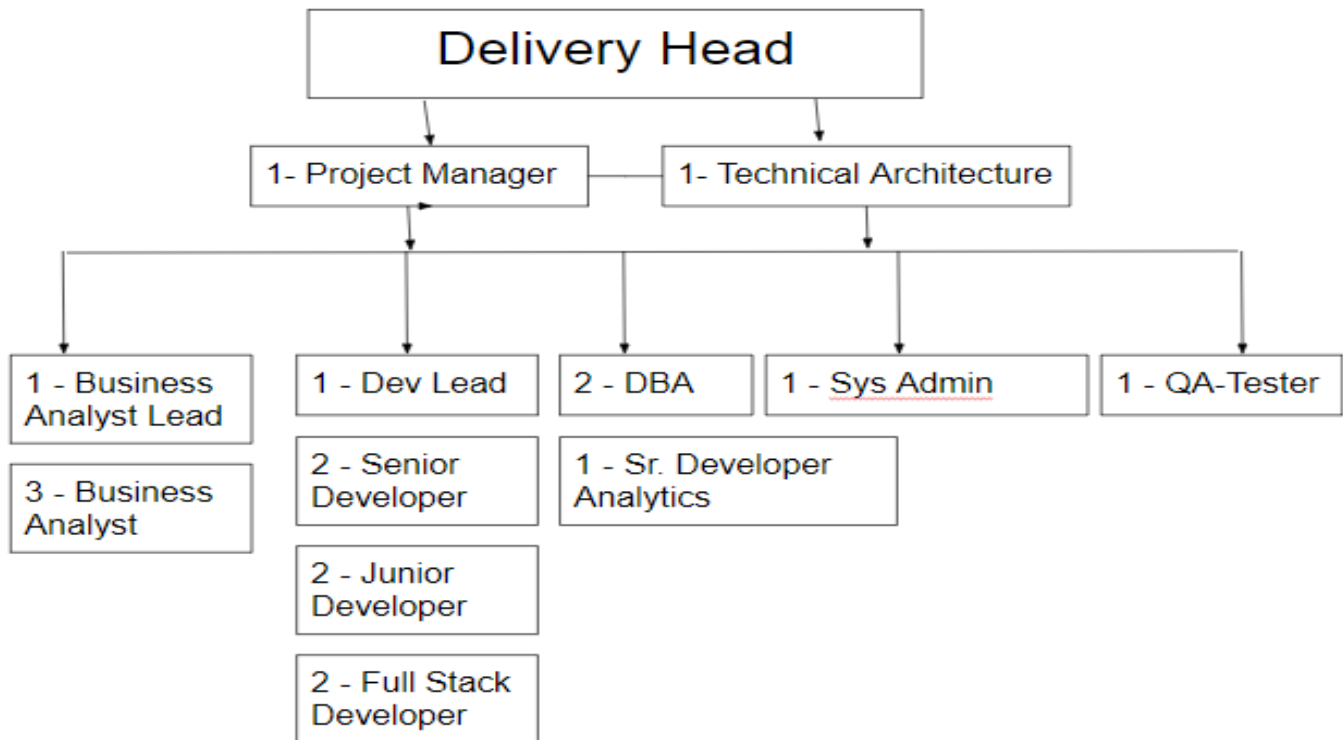 Delivery Head
1- Project Manager
1- Technical Architecture
1 - Business
Analyst Lead
3 - Business
Analyst
1 - Dev Lead
2 - Senior
Developer
2 - Junior
Developer
2 - Full Stack
Developer
2 - DBA
1 - Sr. Developer
Analytics
1 - Sys Admin
1 - QA-Tester